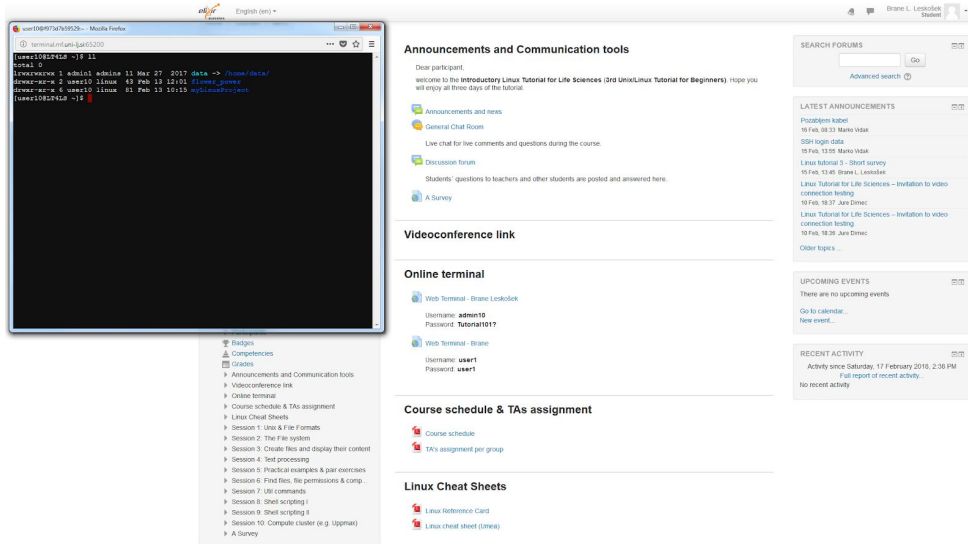 elixir
English (en)
Brane L. Leskošek
Student
user10@f973d7b59529:~ - Mozilla Firefox
terminal.mf.uni-lj.si:65200
[user10@LT4LS ~]$ ll
total 0
lrwxrwxrwx 1 admin1 admins 11 Mar 27 2017 data -> /home/data/
drwxr-xr-x 2 user10 linux 43 Feb 13 12:01 flower_power
drwxr-xr-x 6 user10 linux 81 Feb 13 10:15 myLinuxProject
[user10@LT4LS ~]$
Badges
Competencies
Grades
Announcements and Communication tools
Videoconference link
Online terminal
Course schedule & TAs assignment
Linux Cheat Sheets
Session 1: Unix & File Formats
Session 2: The File system
Session 3: Create files and display their content
Session 4: Text processing
Session 5: Practical examples & pair exercises
Session 6: Find files, file permissions & comp...
Session 7: Util commands
Session 8: Shell scripting I
Session 9: Shell scripting II
Session 10: Compute cluster (e.g. Uppmax)
A Survey
Announcements and Communication tools
Dear participant,
welcome to the Introductory Linux Tutorial for Life Sciences (3rd Unix/Linux Tutorial for Beginners). Hope you
will enjoy all three days of the tutorial.
Announcements and news
General Chat Room
Live chat for live comments and questions during the course.
Discussion forum
Students` questions to teachers and other students are posted and answered here.
A Survey
Videoconference link
Online terminal
Web Terminal - Brane Leskošek
Username: admin10
Password: Tutorial101?
Web Terminal - Brane
Username: user1
Password: user1
Course schedule & TAs assignment
Course schedule
TA's assignment per group
Linux Cheat Sheets
Linux Reference Card
Linux cheat sheet (Umea)
SEARCH FORUMS
Go
Advanced search
LATEST ANNOUNCEMENTS
Pozabljem kabel
16 Feb, 08:33 Marko Vidak
SSH login data
15 Feb, 13:55 Marko Vidak
Linux tutorial 3 - Short survey
15 Feb, 13:45 Brane L. Leskošek
Linux Tutorial for Life Sciences – Invitation to video
connection testing
10 Feb, 18:37 Jure Dimec
Linux Tutorial for Life Sciences – Invitation to video
connection testing
10 Feb, 18:36 Jure Dimec
Older topics ...
UPCOMING EVENTS
There are no upcoming events
Go to calendar...
New event...
RECENT ACTIVITY
Activity since Saturday, 17 February 2018, 2:38 PM
Full report of recent activity...
No recent activity